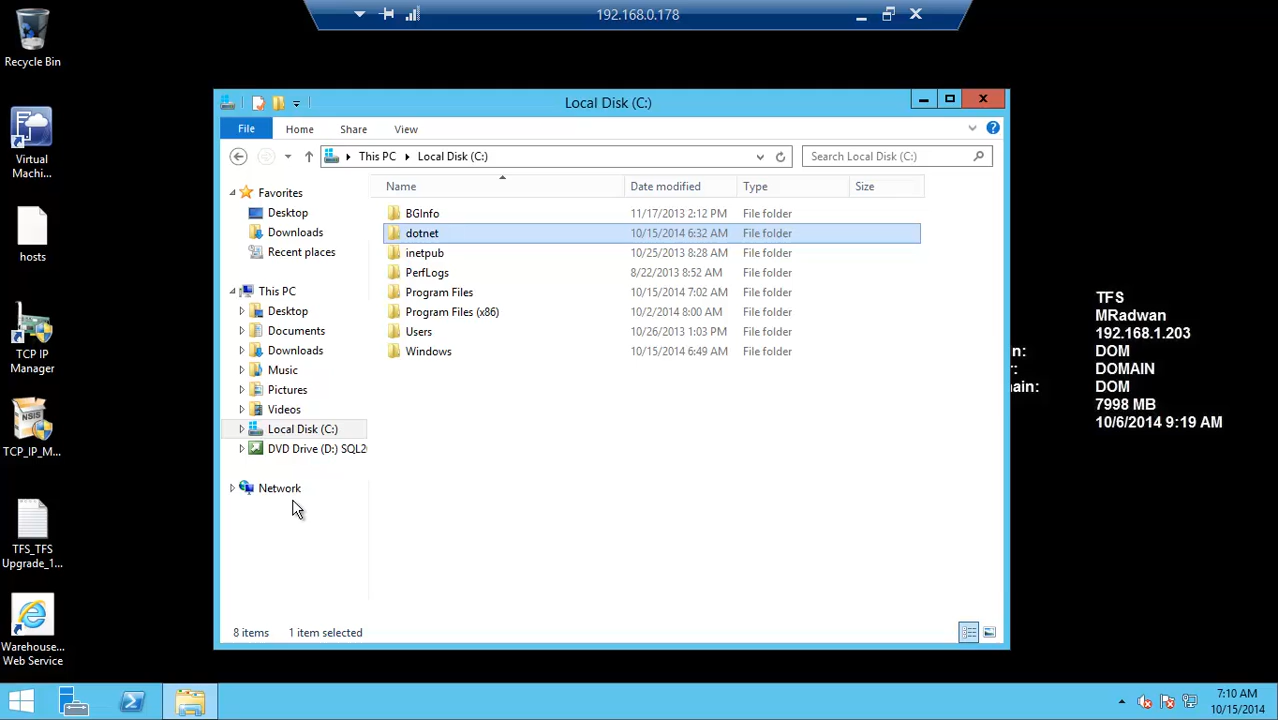 192.168.0.178
Recycle Bin
Virtual
Machi...
hosts
TCP IP
Manager
TCP_IP_M...
TFS_TFS
Upgrade_1...
Warehouse...
Web Service
Local Disk (C:)
File Home Share View
This PC Local Disk (C:)
Search Local Disk (C:)
Name Date modified Type Size
Favorites
Desktop
Downloads
Recent places
This PC
Desktop
Documents
Downloads
Music
Pictures
Videos
Local Disk (C:)
DVD Drive (D:) SQL2
Network
BGInfo 11/17/2013 2:12 PM File folder
dotnet 10/15/2014 6:32 AM File folder
inetpub 10/25/2013 8:28 AM File folder
PerfLogs 8/22/2013 8:52 AM File folder
Program Files 10/15/2014 7:02 AM File folder
Program Files (x86) 10/2/2014 8:00 AM File folder
Users 10/26/2013 1:03 PM File folder
Windows 10/15/2014 6:49 AM File folder
8 items 1 item selected
TFS
MRadwan
192.168.1.203
n: DOM
r: DOMAIN
nain: DOM
7998 MB
10/6/2014 9:19 AM
7:10 AM
10/15/2014